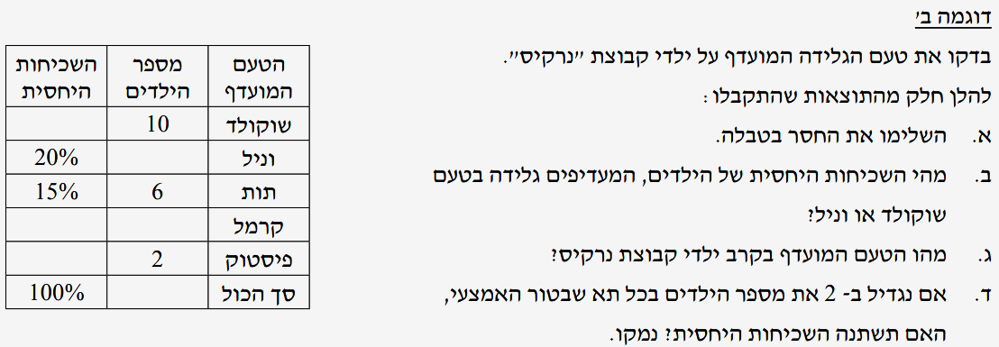 דוגמה ב'
בדקו את טעם הגלידה המועדף על ילדי קבוצת "נרקיס".
להלן חלק מהתוצאות שהתקבלו:
א. השלימו את החסר בטבלה.
ב. מהי השכיחות היחסית של הילדים, המעדיפים גלידה בטעם
שוקולד או וניל?
ג. מהו הטעם המועדף בקרב ילדי קבוצת נרקיס?
ד. אם נגדיל ב- 2 את מספר הילדים בכל תא שבטור האמצעי,
האם תשתנה השכיחות היחסית? נמקו.
הטעם מספר השכיחות
המועדף הילדים היחסית
שוקולד 10
וניל 20%
תות 6 15%
קרמל
פיסטוק 2
סך הכול 100%